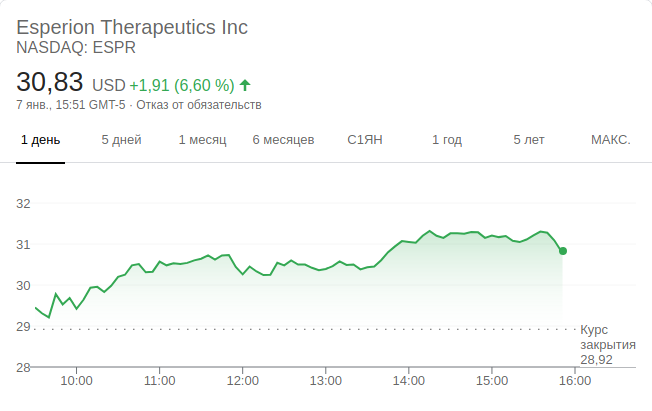 Esperion Therapeutics Inc
NASDAQ: ESPR
30,83 USD +1,91 (6,60 %)
7 янв., 15:51 GMT-5 · Отказ от обязательств
1 день 5 дней 1 месяц 6 месяцев С1ЯН 1 год 5 лет МАКС.
32
31
30
29
Курс
закрытия
28,92
28
10:00 11:00 12:00 13:00 14:00 15:00 16:00